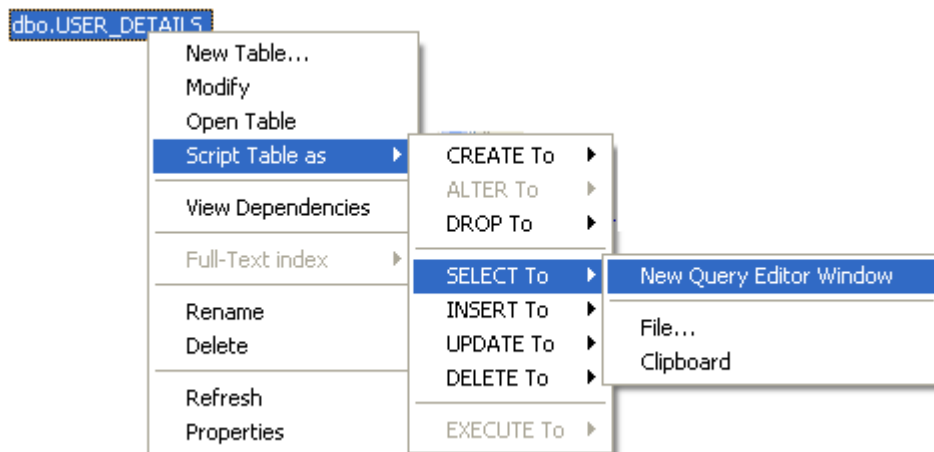 dbo.USER_DETAILS
New Table...
Modify
Open Table
Script Table as
View Dependencies
Full-Text index
Rename
Delete
Refresh
Properties
CREATE To
ALTER To
DROP To
SELECT To
INSERT To
UPDATE To
DELETE To
EXECUTE To
New Query Editor Window
File...
Clipboard